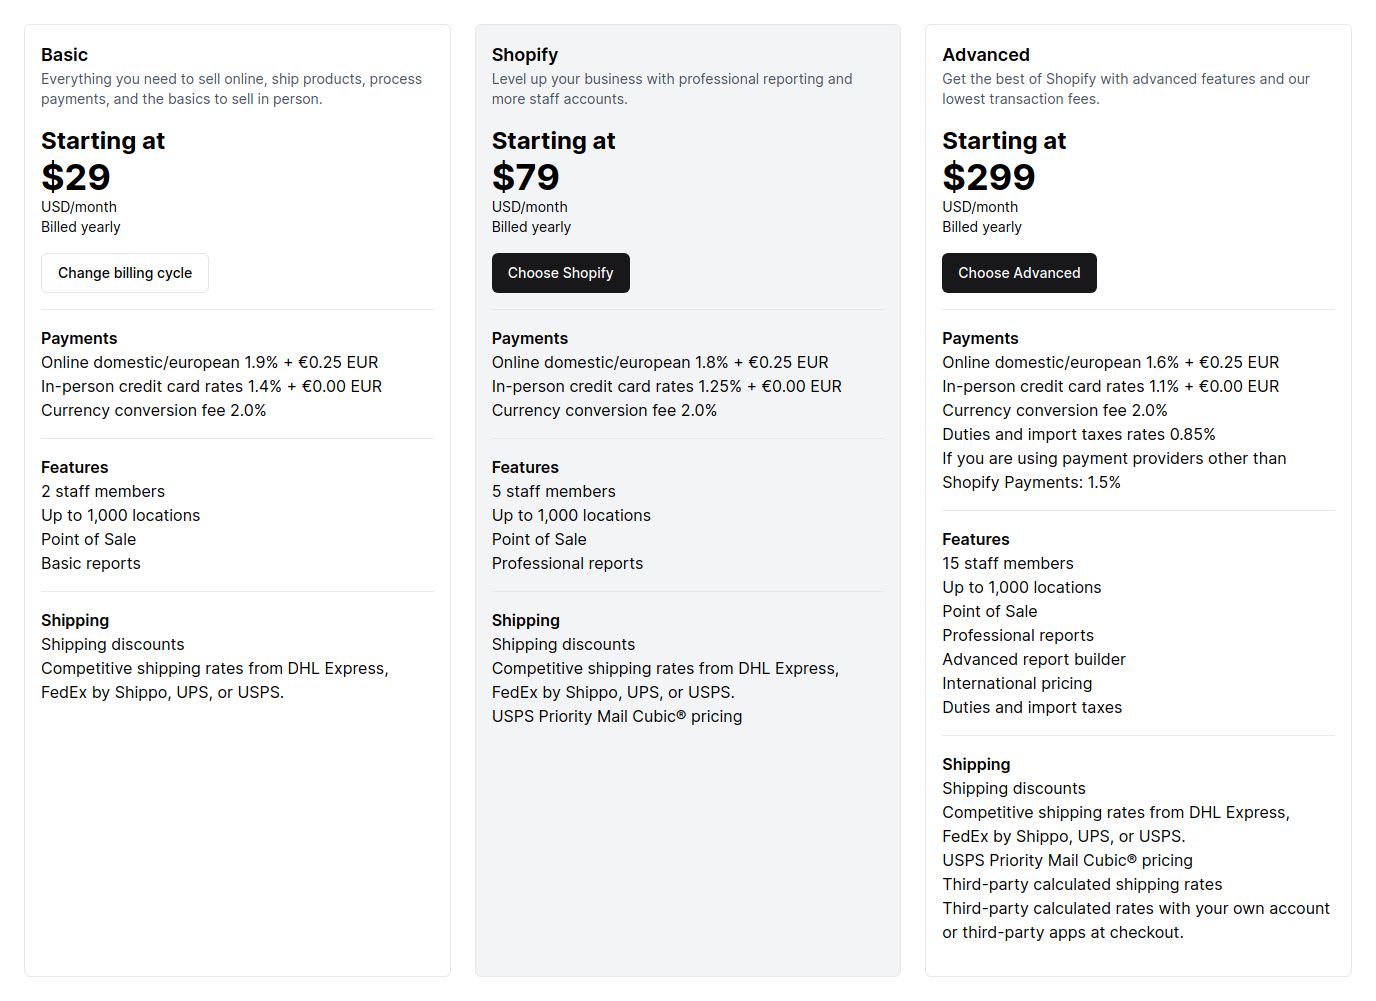 Basic
Everything you need to sell online, ship products, process
payments, and the basics to sell in person.
Starting at
$29
USD/month
Billed yearly
Change billing cycle
Payments
Online domestic/european 1.9% + €0.25 EUR
In-person credit card rates 1.4% + €0.00 EUR
Currency conversion fee 2.0%
Features
2 staff members
Up to 1,000 locations
Point of Sale
Basic reports
Shipping
Shipping discounts
Competitive shipping rates from DHL Express,
FedEx by Shippo, UPS, or USPS.
Shopify
Level up your business with professional reporting and
more staff accounts.
Starting at
$79
USD/month
Billed yearly
Choose Shopify
Payments
Online domestic/european 1.8% + €0.25 EUR
In-person credit card rates 1.25% + €0.00 EUR
Currency conversion fee 2.0%
Features
5 staff members
Up to 1,000 locations
Point of Sale
Professional reports
Shipping
Shipping discounts
Competitive shipping rates from DHL Express,
FedEx by Shippo, UPS, or USPS.
USPS Priority Mail Cubic® pricing
Advanced
Get the best of Shopify with advanced features and our
lowest transaction fees.
Starting at
$299
USD/month
Billed yearly
Choose Advanced
Payments
Online domestic/european 1.6% + €0.25 EUR
In-person credit card rates 1.1% + €0.00 EUR
Currency conversion fee 2.0%
Duties and import taxes rates 0.85%
If you are using payment providers other than
Shopify Payments: 1.5%
Features
15 staff members
Up to 1,000 locations
Point of Sale
Professional reports
Advanced report builder
International pricing
Duties and import taxes
Shipping
Shipping discounts
Competitive shipping rates from DHL Express,
FedEx by Shippo, UPS, or USPS.
USPS Priority Mail Cubic® pricing
Third-party calculated shipping rates
Third-party calculated rates with your own account
or third-party apps at checkout.